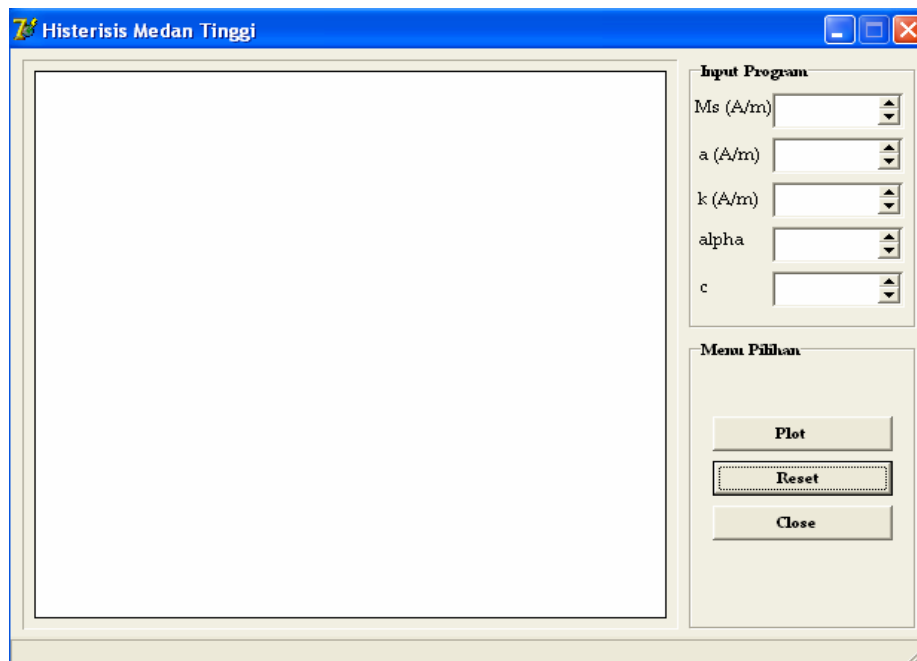 Histerisis Medan Tinggi
Input Program
Ms (A/m)
a (A/m)
k (A/m)
alpha
c
Menu Pilihan
Plot
Reset
Close